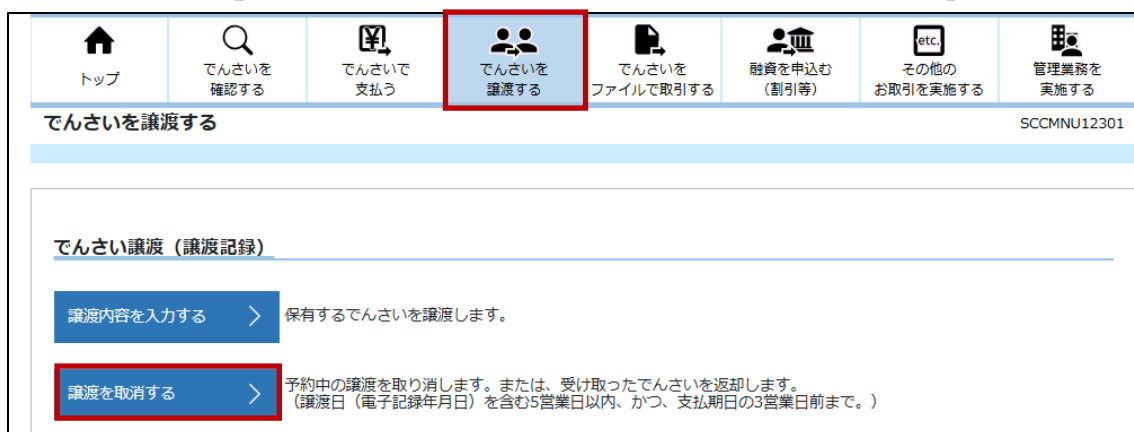 トップ
でんさいを
確認する
でんさいで
支払う
でんさいを
譲渡する
でんさいを
ファイルで取引する
融資を申込む
(割引等)
etc.
その他の
お取引を実施する
管理業務を
実施する
でんさいを譲渡する SCCMNU12301
でんさい譲渡（譲渡記録）
譲渡内容を入力する 保有するでんさいを譲渡します。
譲渡を取消する 予約中の譲渡を取り消します。または、受け取ったでんさいを返却します。
（譲渡日（電子記録年月日）を含む5営業日以内、かつ、支払期日の3営業日前まで。）